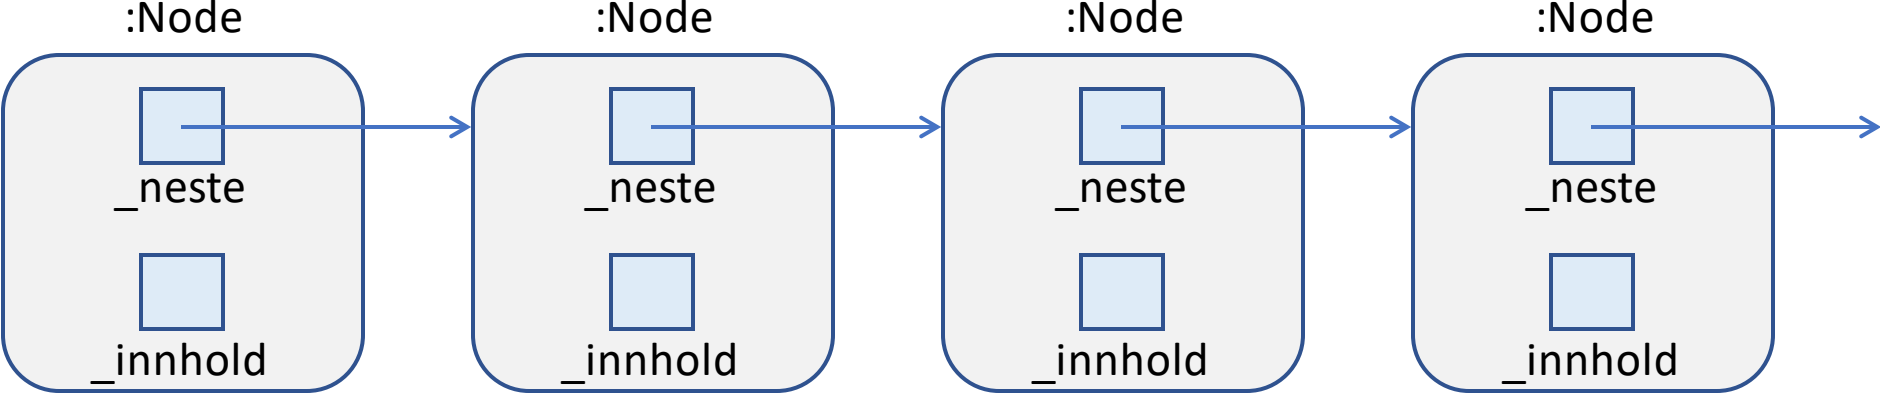 :Node :Node :Node :Node
_neste _neste _neste _neste
_innhold _innhold _innhold _innhold